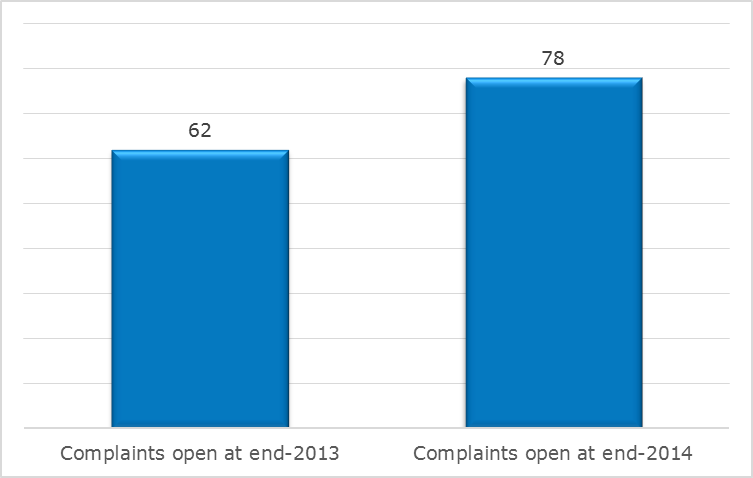 78
62
Complaints open at end-2013
Complaints open at end-2014